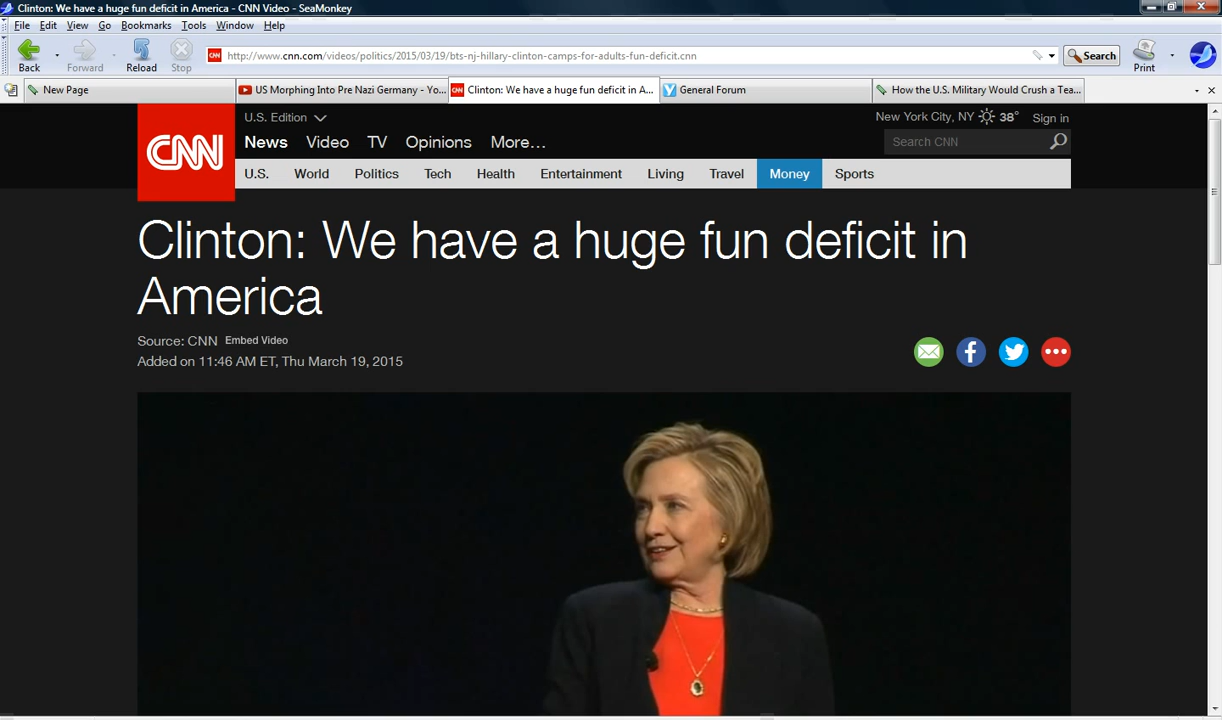 Clinton: We have a huge fun deficit in America - CNN Video - SeaMonkey
File Edit View Go Bookmarks Tools Window Help
Back Forward Reload Stop http://www.cnn.com/videos/politics/2015/03/19/bts-nj-hillary-clinton-camps-for-adults-fun-deficit.cnn Search Print
New Page US Morphing Into Pre Nazi Germany - Yo... Clinton: We have a huge fun deficit in A... General Forum How the U.S. Military Would Crush a Tea...
U.S. Edition New York City, NY 38° Sign in
CNN News Video TV Opinions More... Search CNN
U.S. World Politics Tech Health Entertainment Living Travel Money Sports
Clinton: We have a huge fun deficit in
America
Source: CNN Embed Video
Added on 11:46 AM ET, Thu March 19, 2015